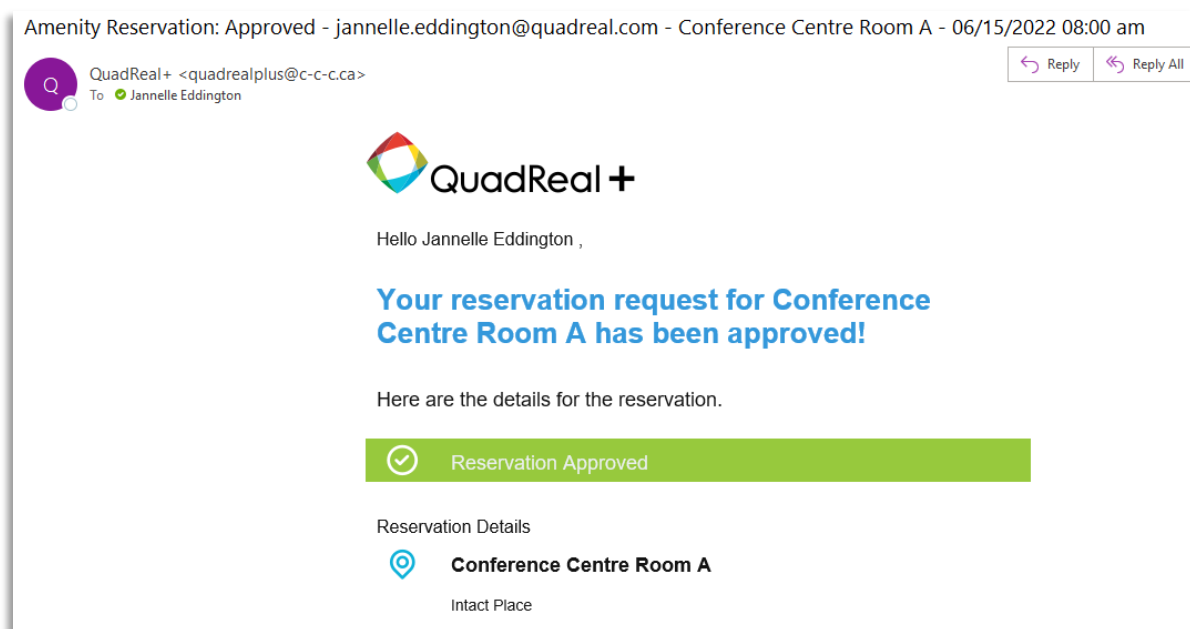 Amenity Reservation: Approved - jannelle.eddington@quadreal.com - Conference Centre Room A - 06/15/2022 08:00 am
Q
QuadReal+ <quadrealplus@c-c-c.ca>
To Jannelle Eddington
Reply
Reply All
QuadReal +
Hello Jannelle Eddington ,
Your reservation request for Conference
Centre Room A has been approved!
Here are the details for the reservation.
Reservation Approved
Reservation Details
Conference Centre Room A
Intact Place